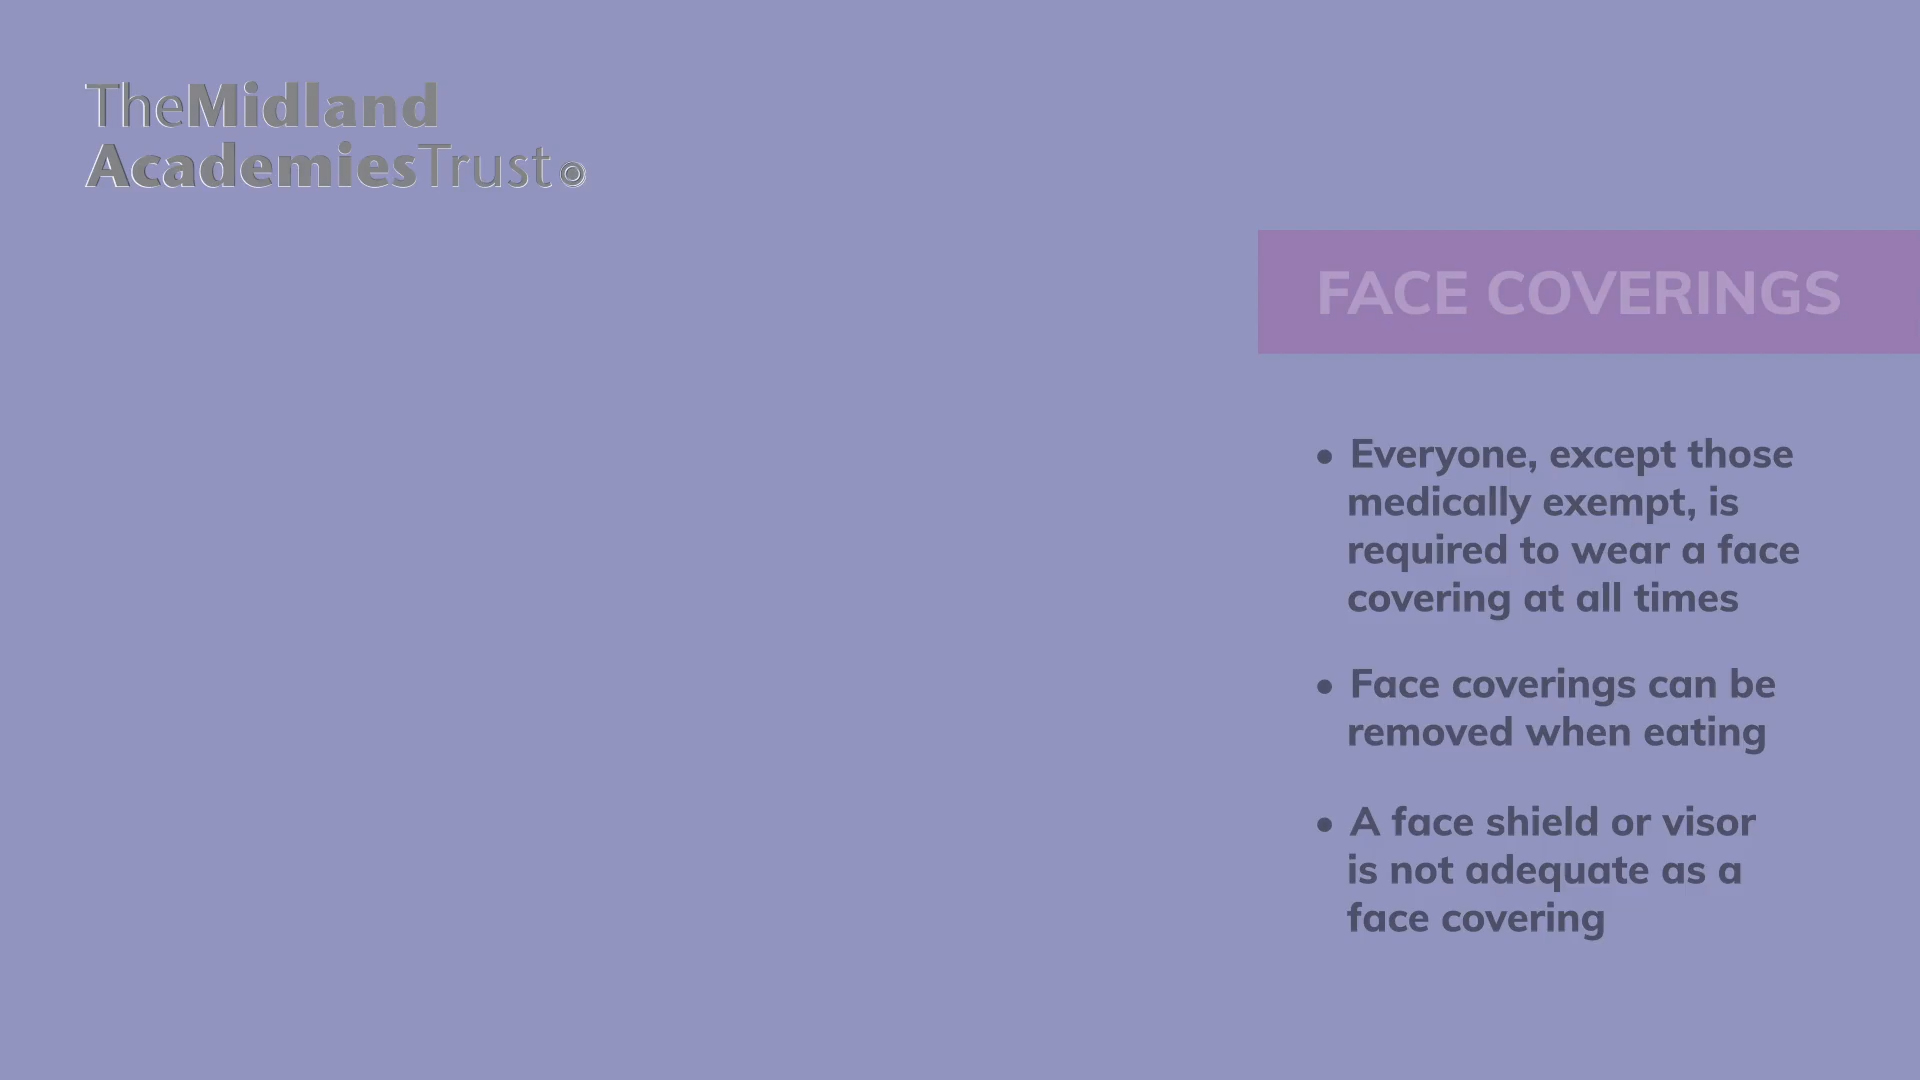 TheMidland
AcademiesTrust
FACE COVERINGS
• Everyone, except those
medically exempt, is
required to wear a face
covering at all times
• Face coverings can be
removed when eating
• A face shield or visor
is not adequate as a
face covering